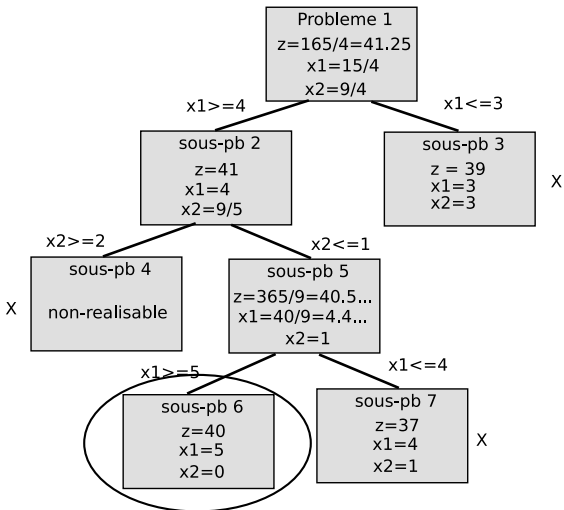 Probleme 1
z=165/4=41.25
x1=15/4
x2=9/4
x1>=4
x1<=3
sous-pb 2
z=41
x1=4
x2=9/5
sous-pb 3
z = 39
x1=3
x2=3
X
x2>=2
x2<=1
sous-pb 4
non-realisable
X
sous-pb 5
z=365/9=40.5...
x1=40/9=4.4...
x2=1
x1>=5
x1<=4
sous-pb 6
z=40
x1=5
x2=0
sous-pb 7
z=37
x1=4
x2=1
X